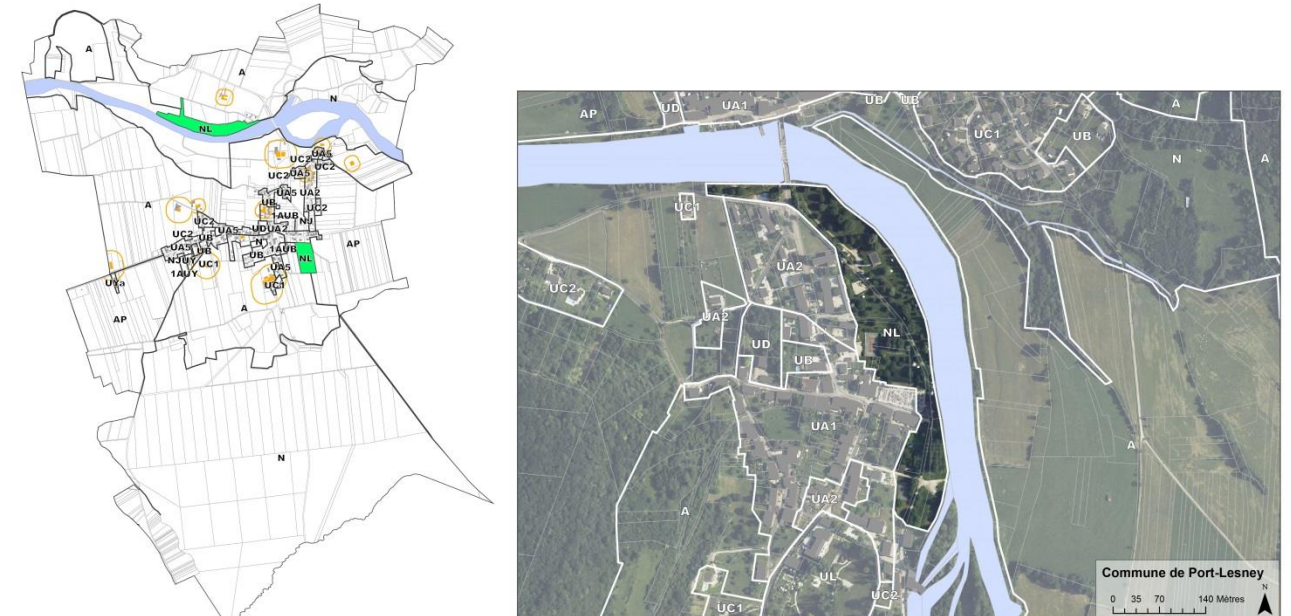 A
A
N
NL
UC2 UA5
UC2
UC2 UA5
UA5 UA2
A
UB
UC2
UC2
1AUB
NJ
UC2
UA5
UDUA2
UB
N
AP
UA5
UB
1AUB
NJUY
UC1
UB
NL
1AUY
UA5
UYa
UC1
A
AP
N
AP
UD
UA1
UB
UB
A
UC1
UB
N
A
UC1
UA2
UC2
UA2
NL
UD
UB
UA1
A
UA2
A
UL
UC1
UC2
Commune de Port-Lesney
N
0 35 70 140 Mètres